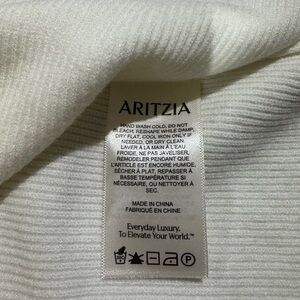 ARITZIA
HAND WASH COLD, DO NOT
BLEACH, RESHAPE WHILE DAMP,
DRY FLAT, COOL IRON ONLY IF
NEEDED, OR DRY CLEAN.
LAVER À LA MAIN À L'EAU
FROIDE, NE PAS JAVELISER,
REMODELER PENDANT QUE
L'ARTICLE EST ENCORE HUMIDE,
SÉCHER À PLAT, REPASSER À
BASSE TEMPÉRATURE SI
NÉCESSAIRE, OU NETTOYER À
SEC.
MADE IN CHINA
FABRIQUÉ EN CHINE
Everyday Luxury.
To Elevate Your World.™
P